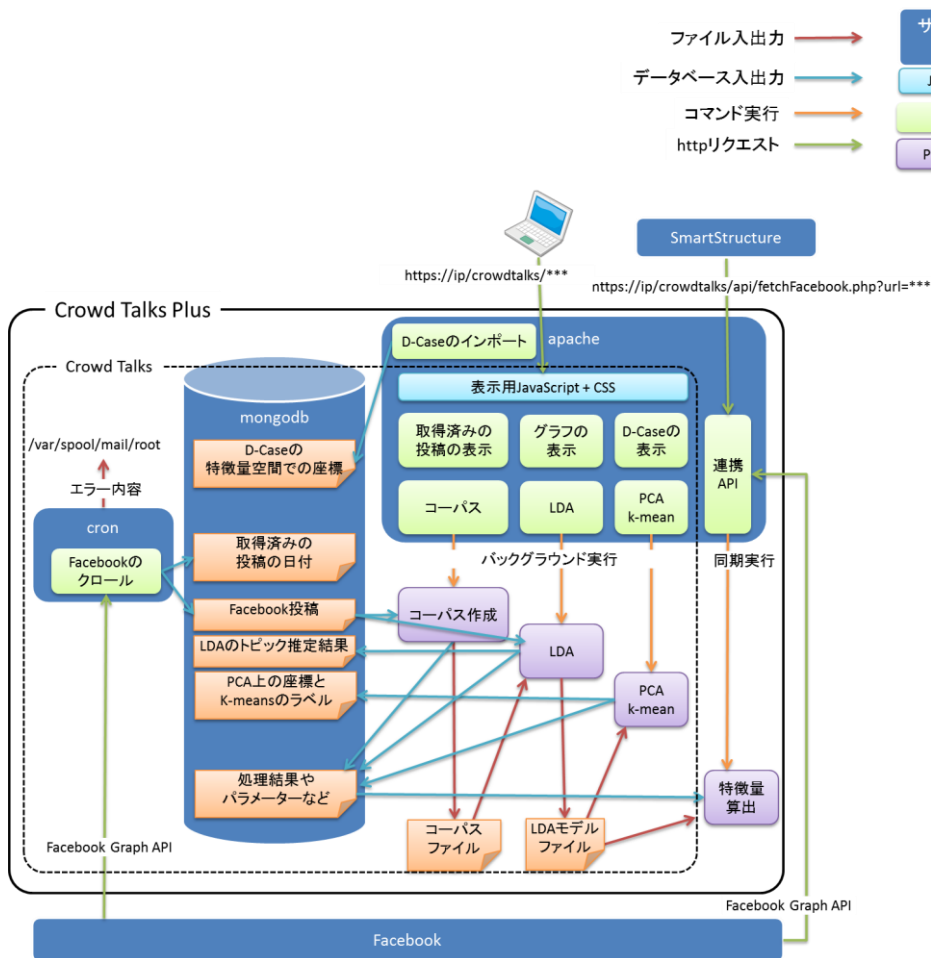 ファイル入出力
データベース入出力
コマンド実行
httpリクエスト
サ
J
P
SmartStructure
https://ip/crowdtalks/***
https://ip/crowdtalks/api/fetchFacebook.php?url=***
Crowd Talks Plus
D-Caseのインポート
apache
Crowd Talks
表示用JavaScript + CSS
mongodb
取得済みの
投稿の表示
グラフの
表示
D-Caseの
表示
連携
API
D-Caseの
特徴量空間での座標
/var/spool/mail/root
エラー内容
コーパス
LDA
PCA
k-mean
cron
Facebookの
クロール
取得済みの
投稿の日付
バックグラウンド実行
同期実行
Facebook投稿
コーパス作成
LDAのトピック推定結果
LDA
PCA上の座標と
K-meansのラベル
PCA
k-mean
処理結果や
パラメーターなど
特徴量
算出
コーパス
ファイル
LDAモデル
ファイル
Facebook Graph API
Facebook Graph API
Facebook